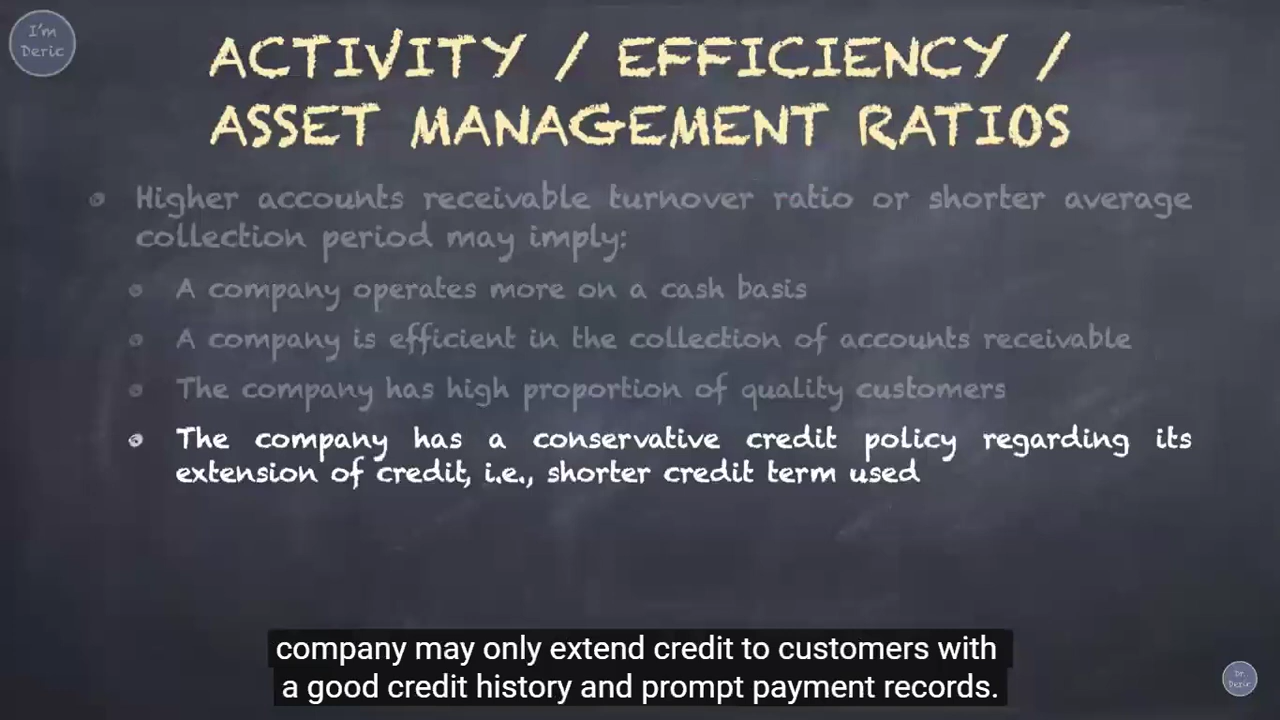 I'm
Deric
ACTIVITY / EFFICIENCY /
ASSET MANAGEMENT RATIOS
Higher accounts receivable turnover ratio or shorter average
collection period may imply:
A company operates more on a cash basis
A company is efficient in the collection of accounts receivable
The company has high proportion of quality customers
The company has a conservative credit policy regarding its
extension of credit, i.e., shorter credit term used
company may only extend credit to customers with
a good credit history and prompt payment records.
Dr.
Deric